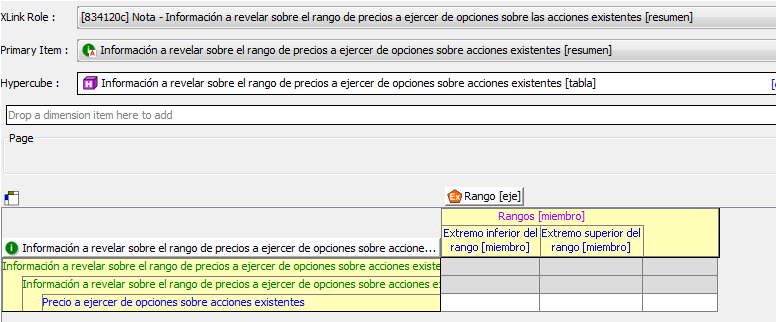 XLink Role : [834120c] Nota - Información a revelar sobre el rango de precios a ejercer de opciones sobre las acciones existentes [resumen]
Primary Item : Información a revelar sobre el rango de precios a ejercer de opciones sobre acciones existentes [resumen]
Hypercube : Información a revelar sobre el rango de precios a ejercer de opciones sobre acciones existentes [tabla]
Drop a dimension item here to add
Page
Rango [eje]
Rangos [miembro]
Extremo inferior del rango [miembro]
Extremo superior del rango [miembro]
Información a revelar sobre el rango de precios a ejercer de opciones sobre accione...
Información a revelar sobre el rango de precios a ejercer de opciones sobre acciones existe
Información a revelar sobre el rango de precios a ejercer de opciones sobre acciones e
Precio a ejercer de opciones sobre acciones existentes